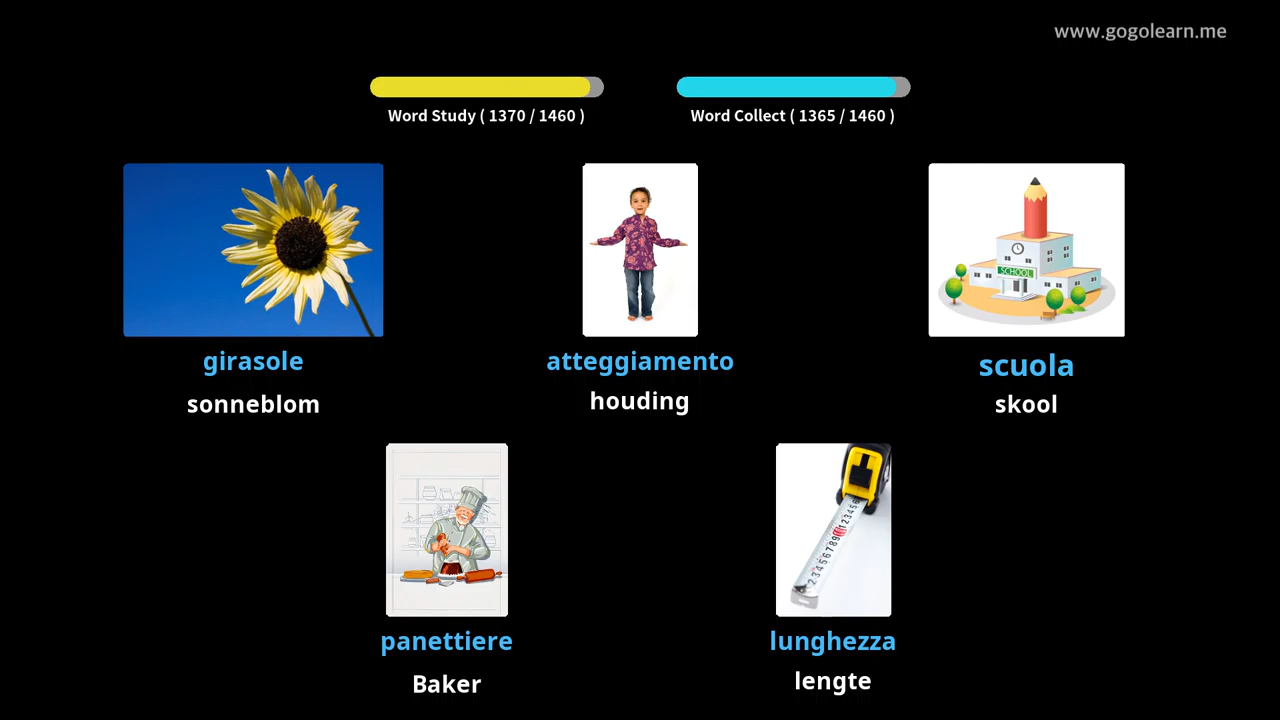 www.gogolearn.me
Word Study ( 1370 / 1460 )
Word Collect ( 1365 / 1460 )
SCHOOL
girasole
sonneblom
atteggiamento
houding
scuola
skool
panettiere
Baker
lunghezza
lengte